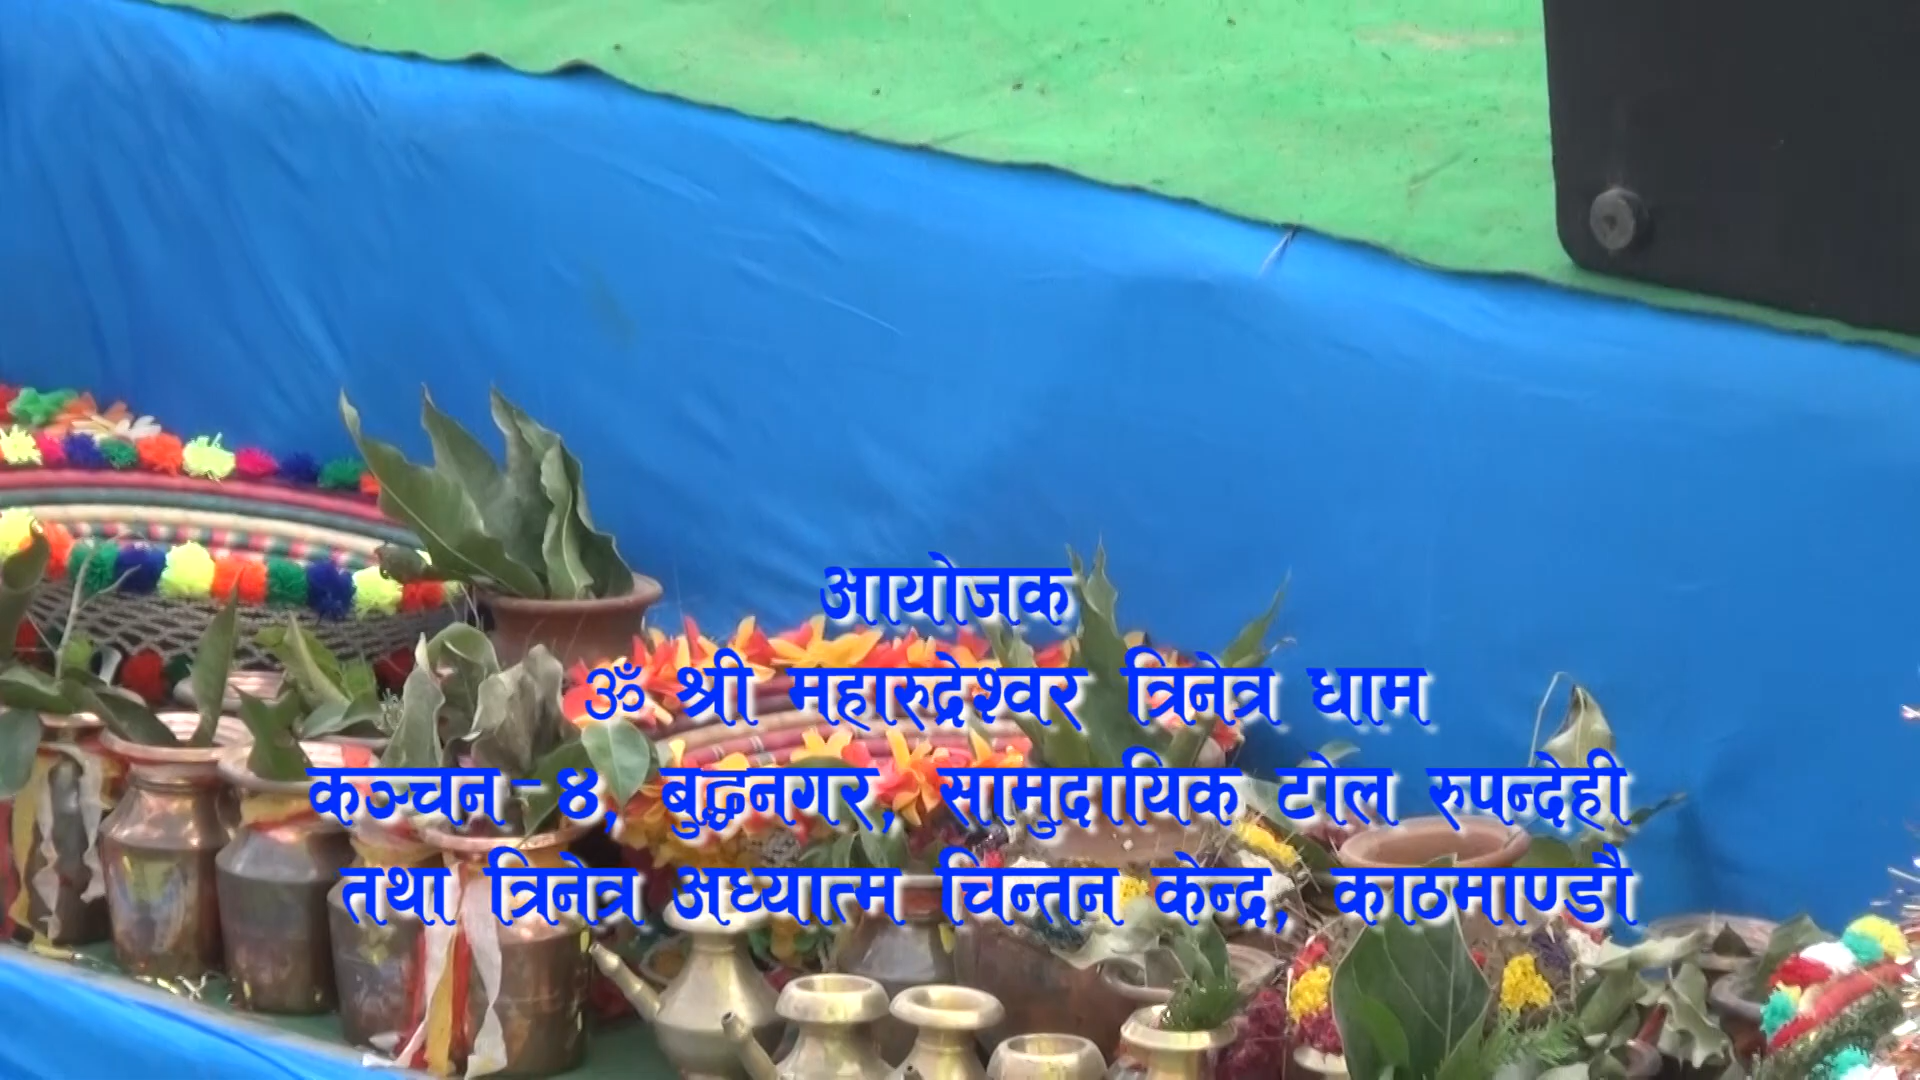 आयोजक
ॐ श्री महारुद्रेश्वर त्रिनेत्र धाम
कञ्चन-४, बुद्धनगर, सामुदायिक टोल रुपन्देही
तथा त्रिनेत्र अध्यात्म चिन्तन केन्द्र, काठमाण्डौ